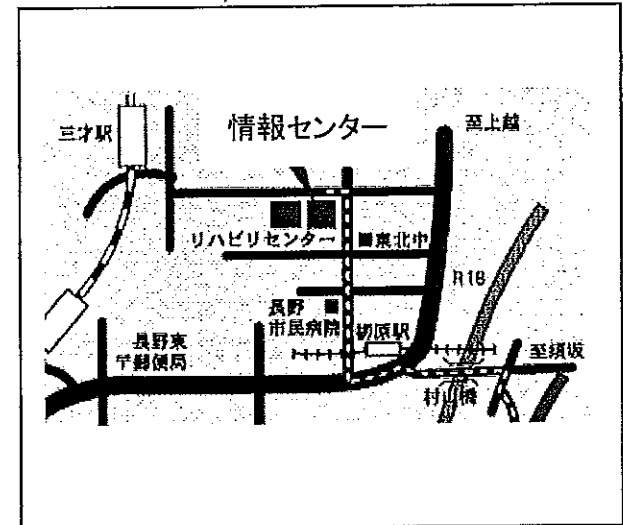 三才駅
情報センター
至上越
リハビリセンター
東北中
R18
長野
市民病院
柳原駅
長野東
〒郵便局
至須坂
村山橋